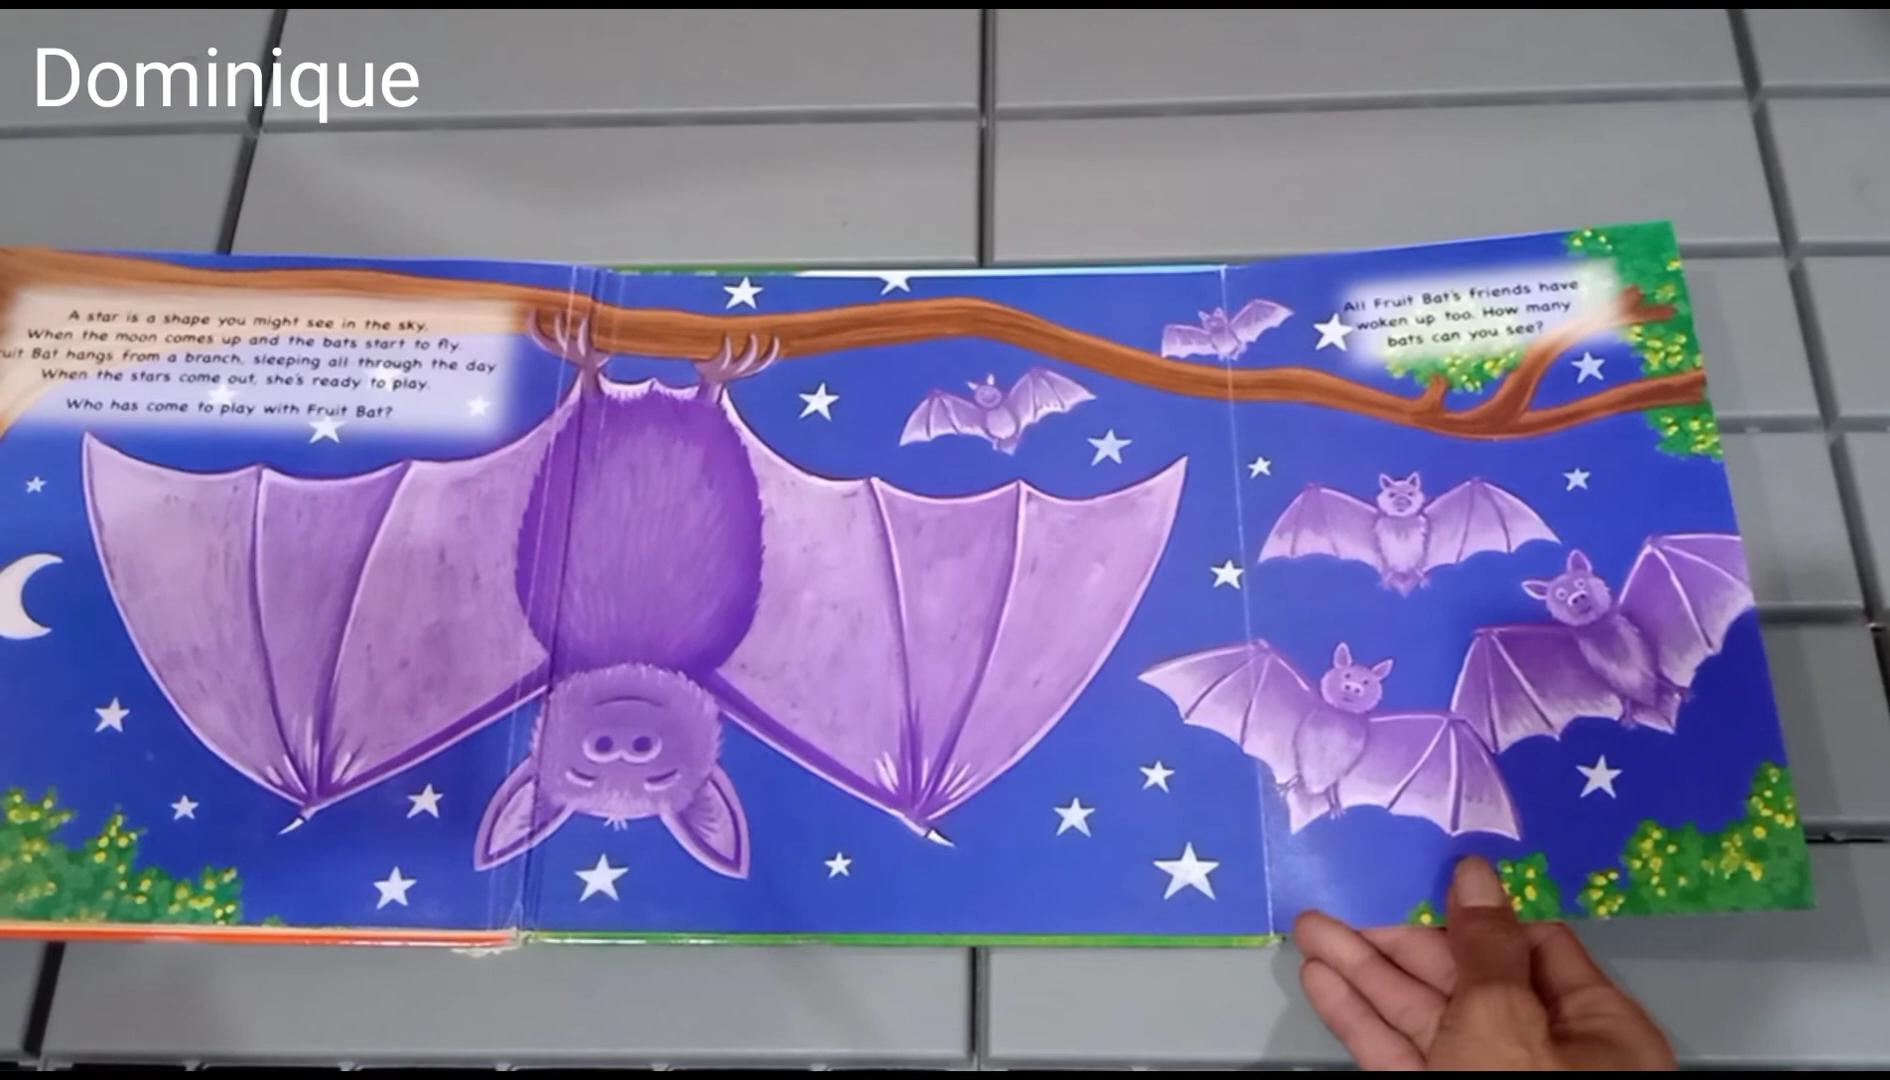 Dominique
A star is a shape you might see in the sky.
When the moon comes up and the bats start to fly.
Bat hangs from a branch, sleeping all through the day
When the stars come out, she's ready to play.
Who has come to play with Fruit Bat?
All Fruit Bat's friends have
woken up too. How many
bats can you see?